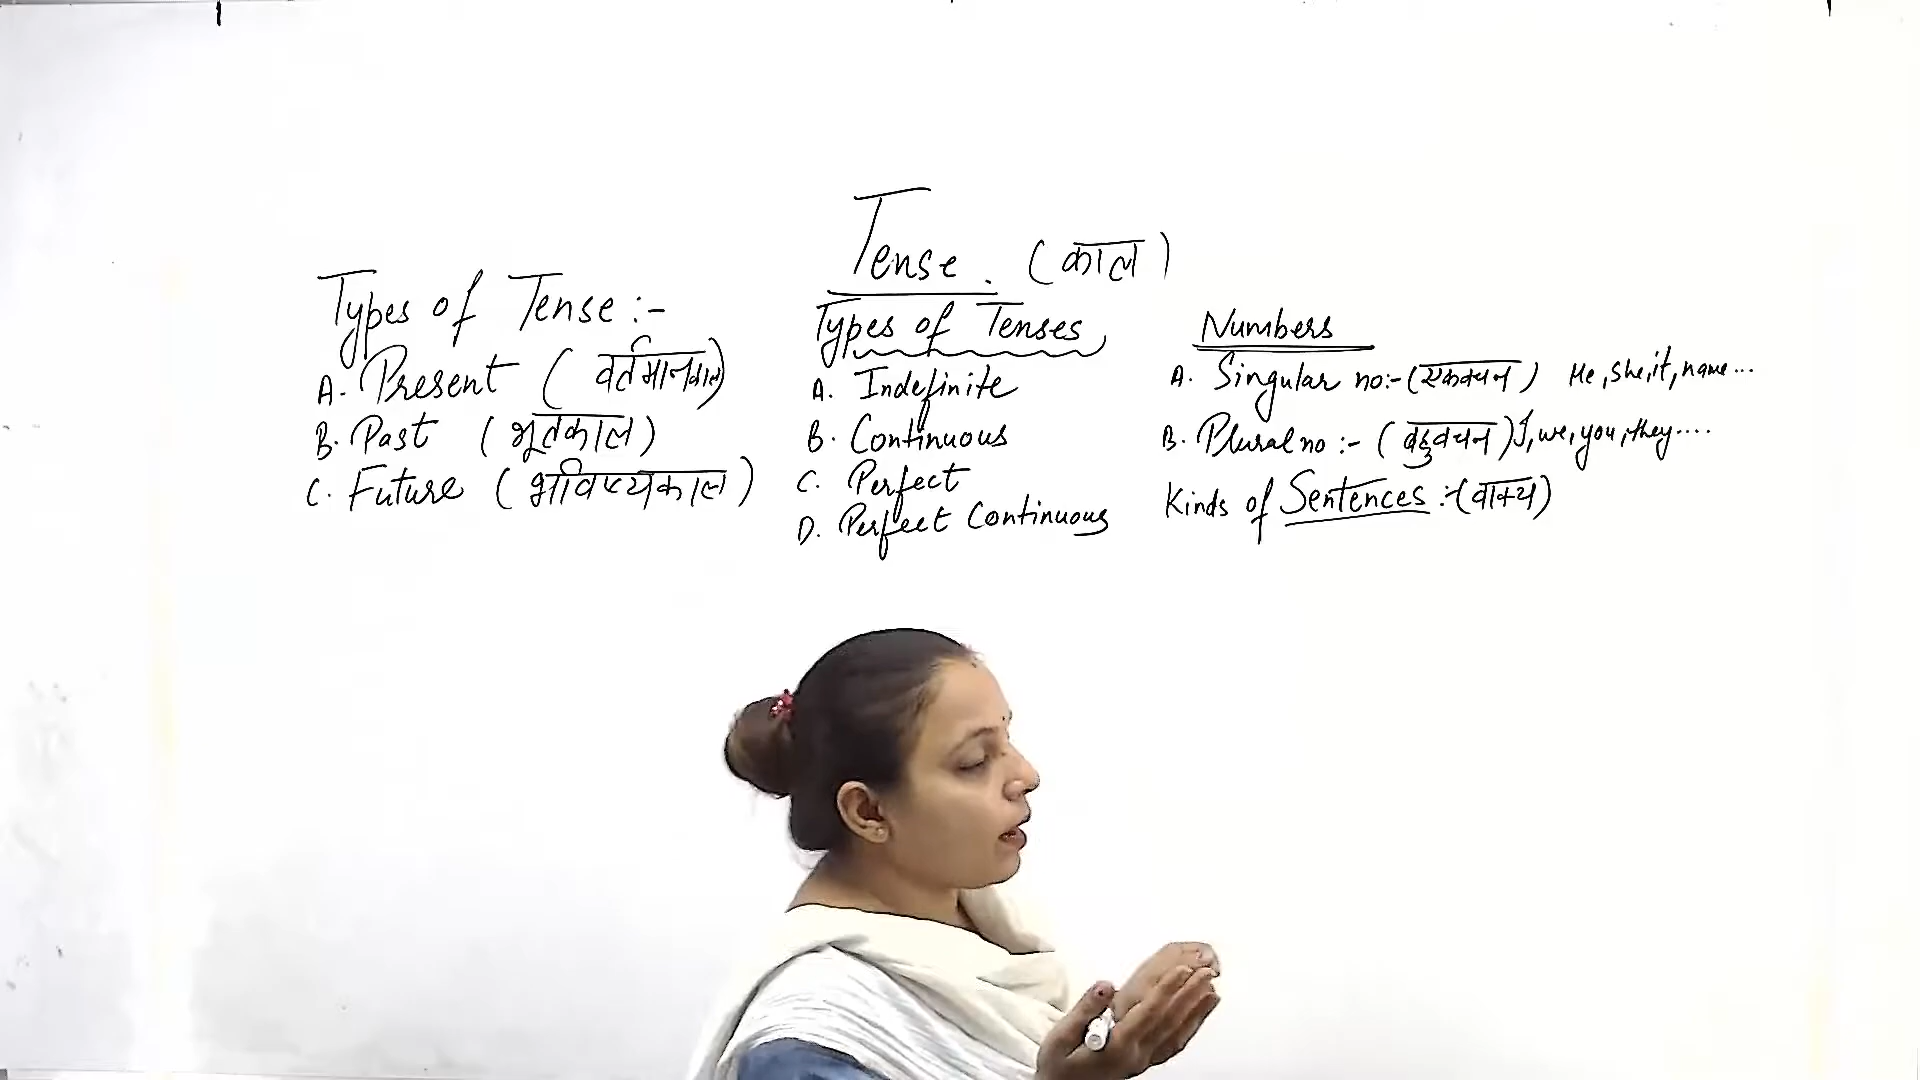 Tense. (काल)
Types of Tense :-
A. Present (वर्तमानकाल)
B. Past (भूतकाल)
C. Future (भविष्यकाल)
Types of Tenses
A. Indefinite
B. Continuous
C. Perfect
D. Perfect Continuous
Numbers
A. Singular no:- (एकवचन) He, she, it, name...
B. Plural no :- (बहुवचन) I, we, you, they....
Kinds of Sentences :- (वाक्य)